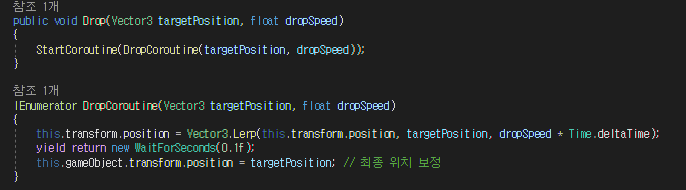 참조 1개
public void Drop(Vector3 targetPosition, float dropSpeed)
{
StartCoroutine(DropCoroutine(targetPosition, dropSpeed));
}
참조 1개
IEnumerator DropCoroutine(Vector3 targetPosition, float dropSpeed)
{
this.transform.position = Vector3.Lerp(this.transform.position, targetPosition, dropSpeed * Time.deltaTime);
yield return new WaitForSeconds(0.1f);
this.gameObject.transform.position = targetPosition; // 최종 위치 보정
}